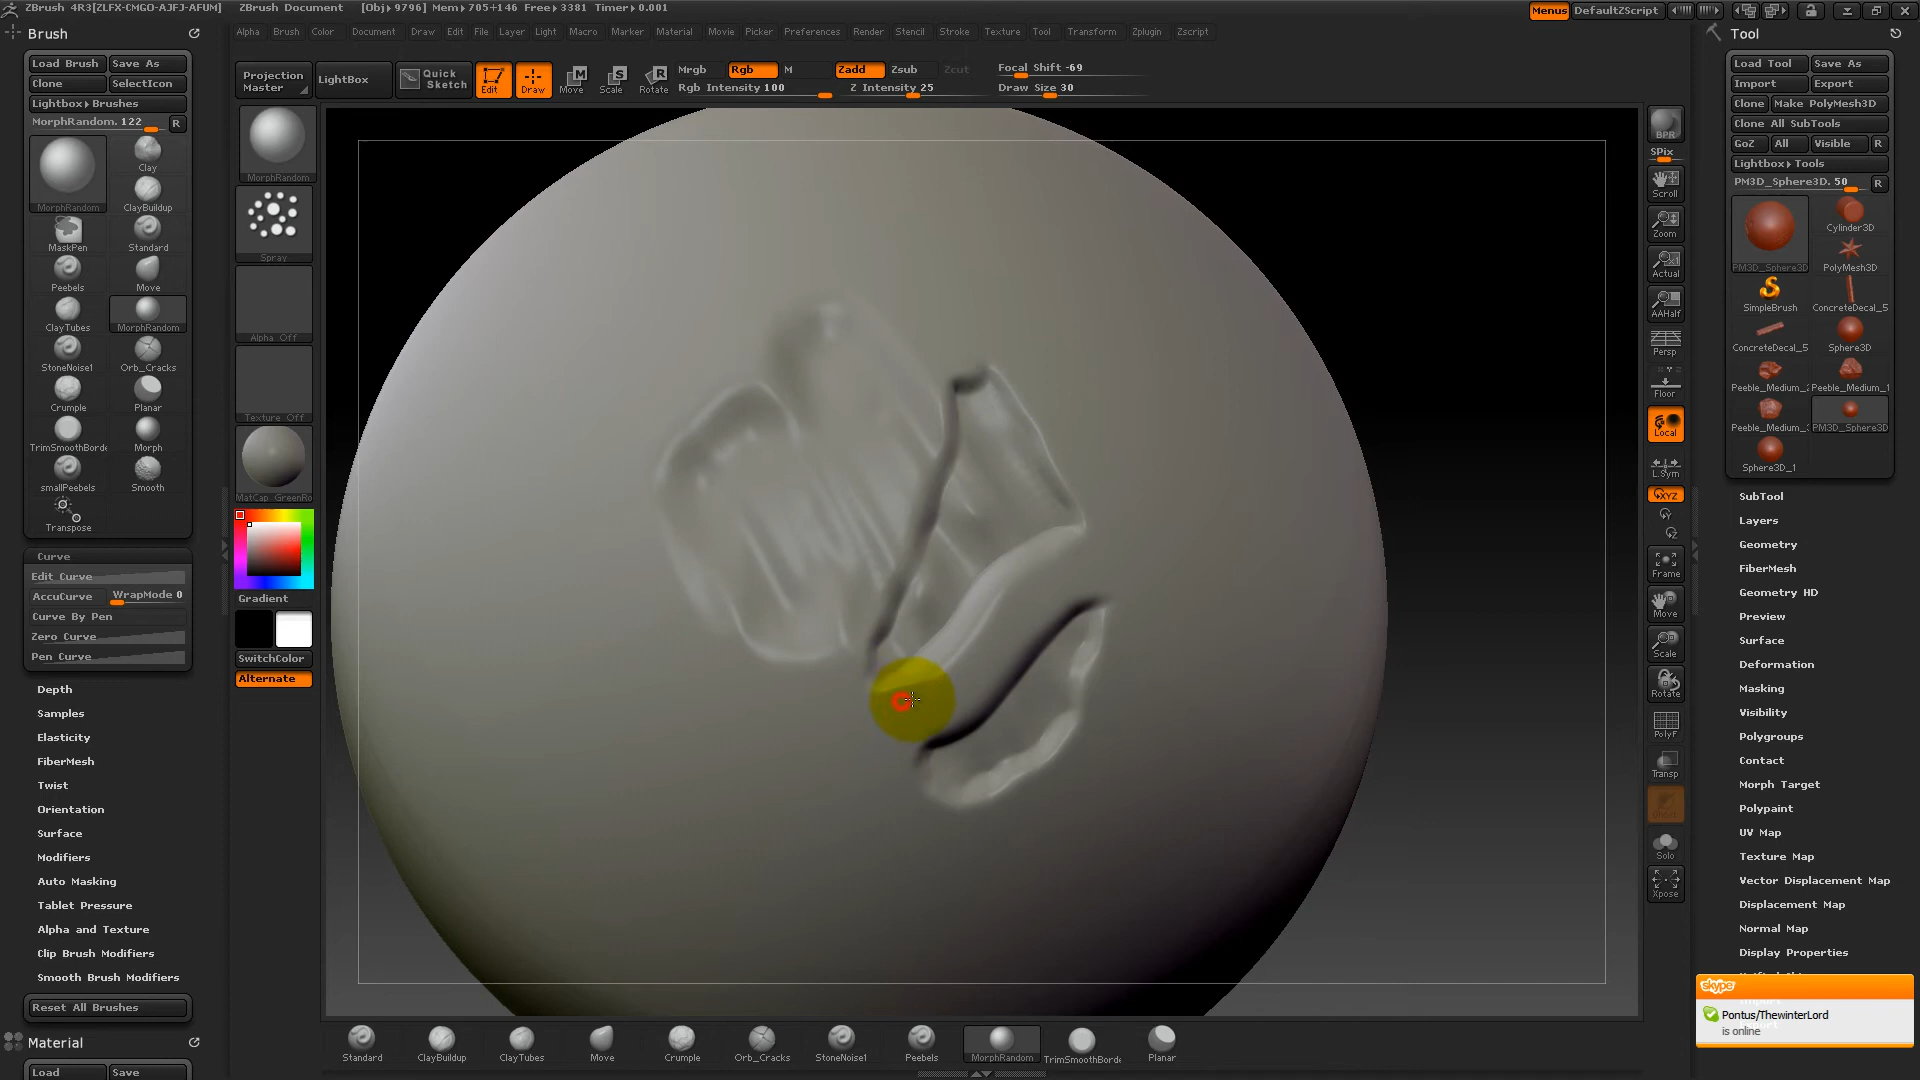 ZBrush 4R3[ZLFX-CMGO-AJFJ-AFUM] ZBrush Document [Obj▸ 9796] Mem▸705+146 Free▸3381 Timer▸0.001 Menus DefaultZScript
Alpha Brush Color Document Draw Edit File Layer Light Macro Marker Material Movie Picker Preferences Render Stencil Stroke Texture Tool Transform Zplugin Zscript
Brush
Load Brush Save As
Clone SelectIcon
Lightbox▸Brushes
MorphRandom. 122 R
MorphRandom
Clay
ClayBuildup
MaskPen Standard
Peebels Move
ClayTubes MorphRandom
StoneNoise1 Orb_Cracks
Crumple Planar
TrimSmoothBorde Morph
smallPeebels Smooth
Transpose
Curve
Edit Curve
AccuCurve WrapMode 0
Curve By Pen
Zero Curve
Pen Curve
Depth
Samples
Elasticity
FiberMesh
Twist
Orientation
Surface
Modifiers
Auto Masking
Tablet Pressure
Alpha and Texture
Clip Brush Modifiers
Smooth Brush Modifiers
Reset All Brushes
Material
Load Save
Projection Master
LightBox
Quick Sketch
Edit Draw Move Scale Rotate
Mrgb Rgb M
Rgb Intensity 100
Zadd Zsub Zcut
Z Intensity 25
Focal Shift -69
Draw Size 30
MorphRandom
Spray
Alpha Off
Texture Off
MatCap_GreenRo
Gradient
SwitchColor
Alternate
BPR
SPix
Scroll
Zoom
Actual
AAHalf
Persp
Floor
Local
L.Sym
XYZ
Frame
Move
Scale
Rotate
PolyF
Transp
Solo
Xpose
Tool
Load Tool Save As
Import Export
Clone Make PolyMesh3D
Clone All SubTools
GoZ All Visible R
Lightbox▸Tools
PM3D_Sphere3D. 50 R
PM3D_Sphere3D
Cylinder3D
PolyMesh3D
SimpleBrush ConcreteDecal_5
ConcreteDecal_5 Sphere3D
Peeble_Medium_2 Peeble_Medium_1
Peeble_Medium_3 PM3D_Sphere3D
Sphere3D_1
SubTool
Layers
Geometry
FiberMesh
Geometry HD
Preview
Surface
Deformation
Masking
Visibility
Polygroups
Contact
Morph Target
Polypaint
UV Map
Texture Map
Vector Displacement Map
Displacement Map
Normal Map
Display Properties
skype
Pontus/ThewinterLord
is online
Standard ClayBuildup ClayTubes Move Crumple Orb_Cracks StoneNoise1 Peebels MorphRandom TrimSmoothBorde Planar